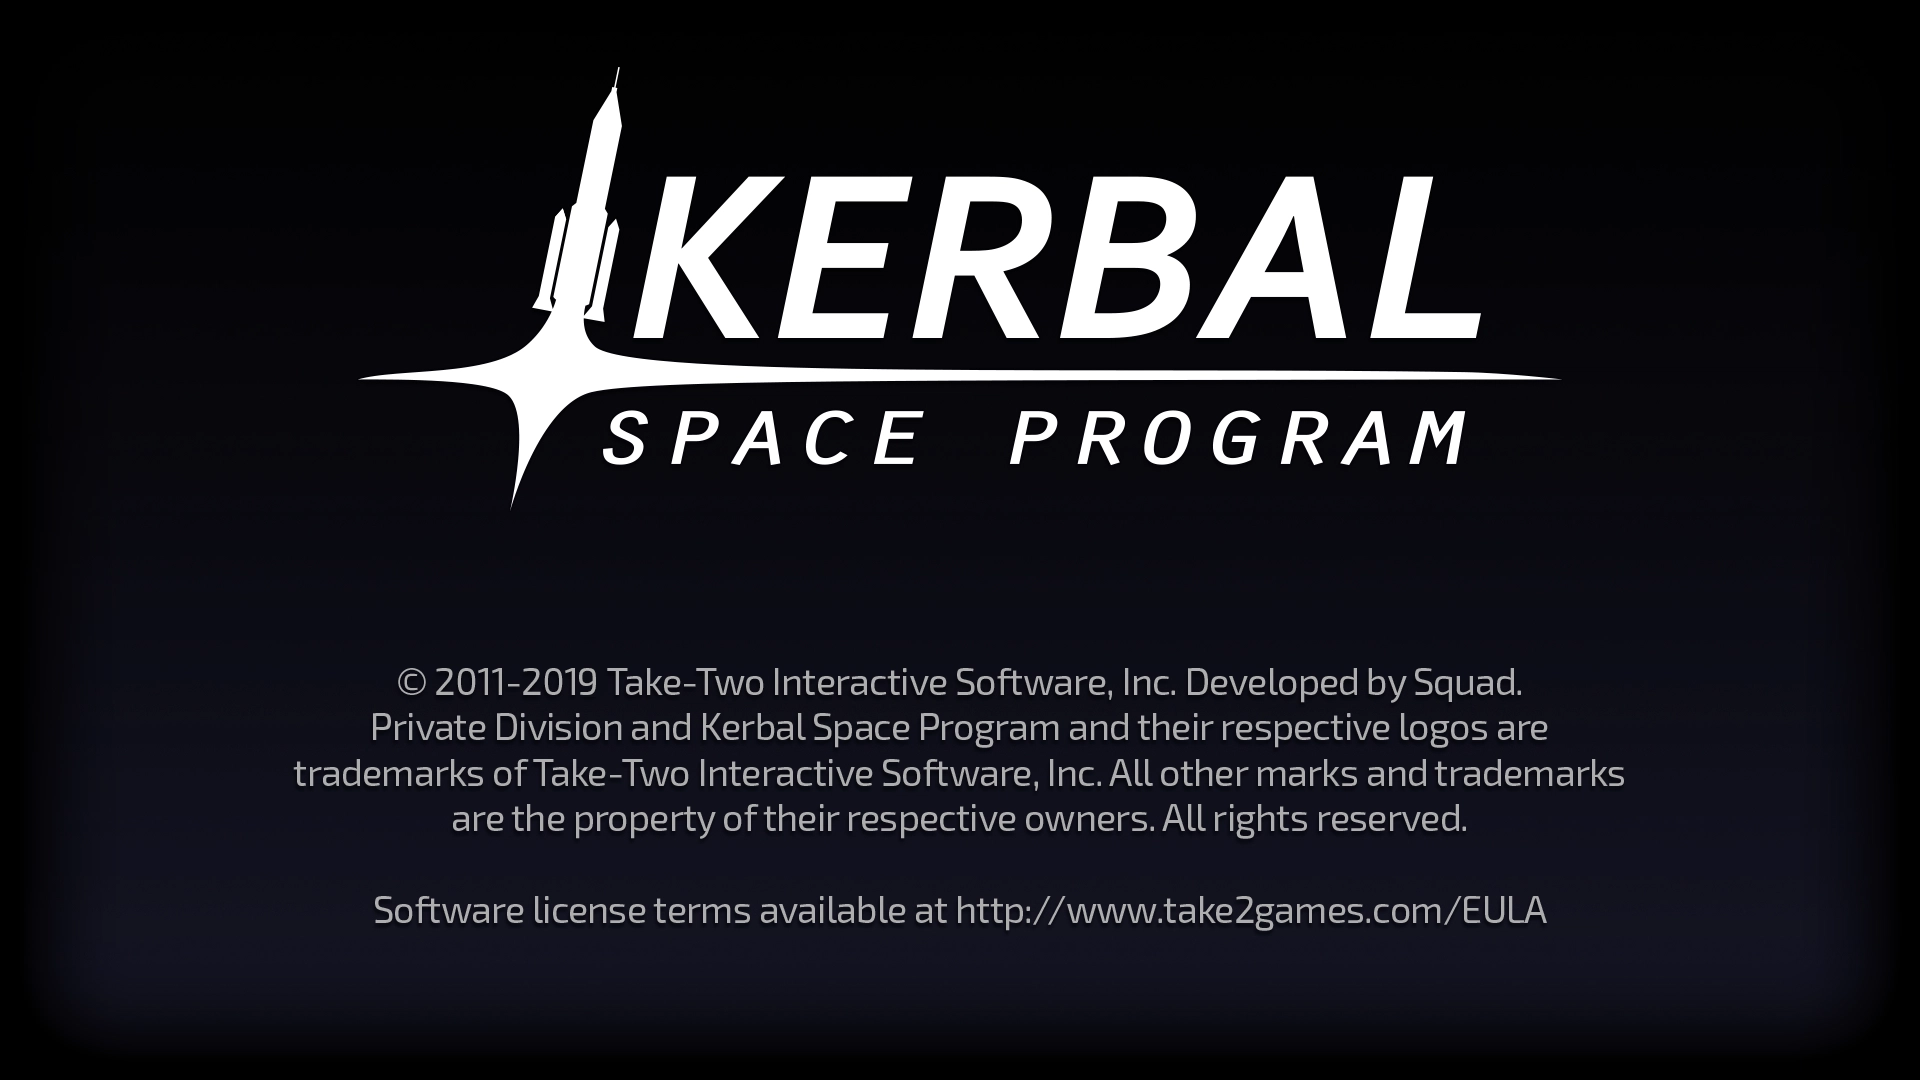 KERBAL
SPACE PROGRAM
© 2011-2019 Take-Two Interactive Software, Inc. Developed by Squad.
Private Division and Kerbal Space Program and their respective logos are
trademarks of Take-Two Interactive Software, Inc. All other marks and trademarks
are the property of their respective owners. All rights reserved.
Software license terms available at http://www.take2games.com/EULA